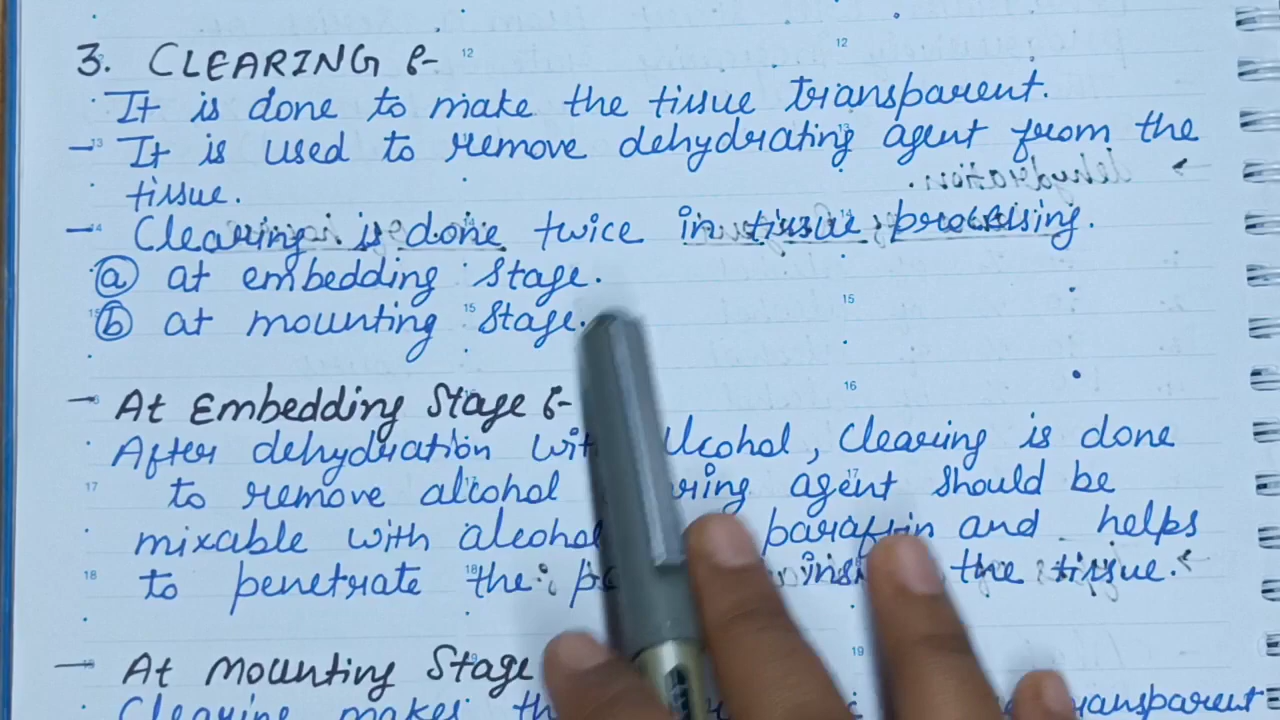 3. CLEARING :-
It is done to make the tissue transparent.
→ It is used to remove dehydrating agent from the
tissue.
→ Clearing is done twice in tissue processing.
ⓐ at embedding stage.
ⓑ at mounting stage.
→ At Embedding Stage :-
After dehydration alcohol, clearing is done
to remove alcohol agent should be
mixable with alcohol paraffin and helps
to penetrate the the tissue.
→ At Mounting Stage
Clearing makes transparent